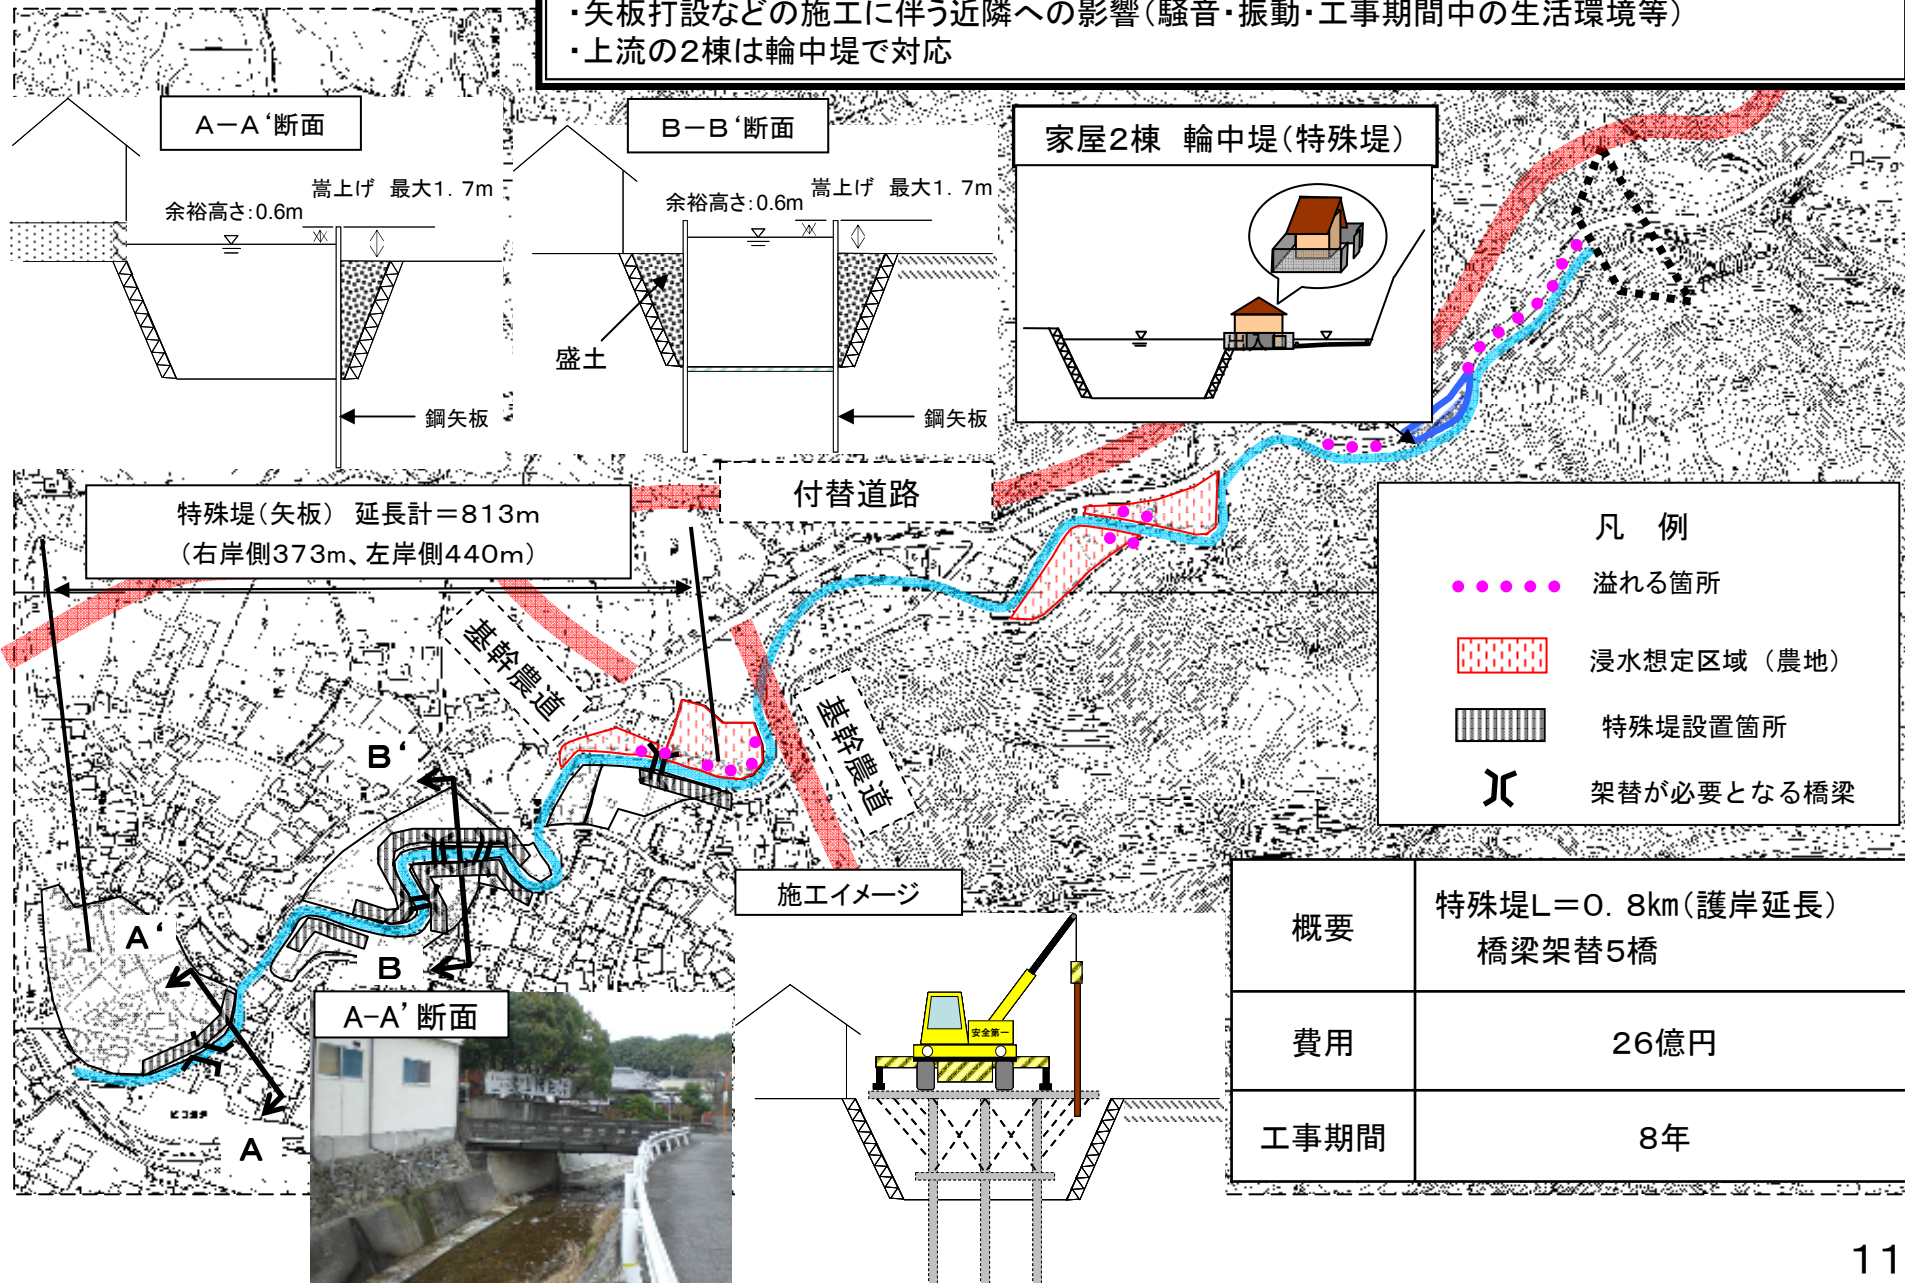 ・矢板打設などの施工に伴う近隣への影響（騒音・振動・工事期間中の生活環境等）
・上流の2棟は輪中堤で対応
A－A‘断面
余裕高さ：0.6m
嵩上げ 最大1．7m
鋼矢板
B－B‘断面
余裕高さ：0.6m
嵩上げ 最大1．7m
盛土
鋼矢板
家屋2棟 輪中堤（特殊堤）
出入口
付替道路
特殊堤（矢板） 延長計＝813m
（右岸側373m、左岸側440m）
基幹農道
基幹農道
B‘
B
A‘
A
凡 例
溢れる箇所
浸水想定区域（農地）
特殊堤設置箇所
架替が必要となる橋梁
A-A’断面
施工イメージ
安全第一
概要
特殊堤L＝0．8km（護岸延長）
橋梁架替5橋
費用
26億円
工事期間
8年
11